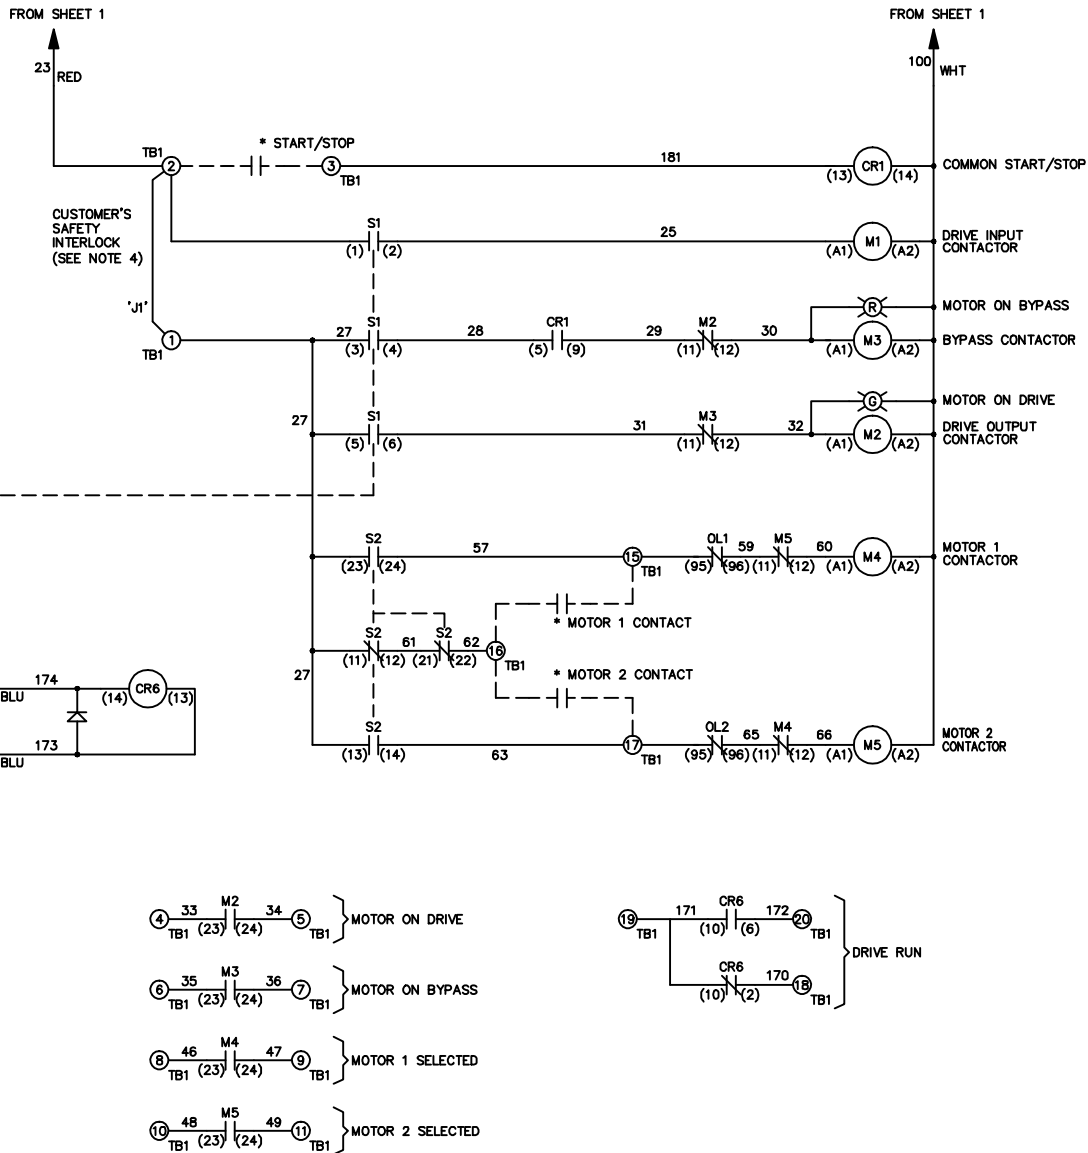 FROM SHEET 1 FROM SHEET 1
23 RED 100 WHT
* START/STOP
TB1 2 3 TB1 181 CR1 (13) (14) COMMON START/STOP
CUSTOMER'S
SAFETY
INTERLOCK
(SEE NOTE 4)
S1 (1) (2) 25 M1 (A1) (A2) DRIVE INPUT
CONTACTOR
'J1'
R MOTOR ON BYPASS
TB1 1 27 S1 (3) (4) 28 CR1 (5) (9) 29 M2 (11) (12) 30 M3 (A1) (A2) BYPASS CONTACTOR
G MOTOR ON DRIVE
27 S1 (5) (6) 31 M3 (11) (12) 32 M2 (A1) (A2) DRIVE OUTPUT
CONTACTOR
S2 (23) (24) 57 15 TB1 OL1 (95) (96) 59 M5 (11) (12) 60 M4 (A1) (A2) MOTOR 1
CONTACTOR
* MOTOR 1 CONTACT
S2 (11) (12) 61 S2 (21) (22) 62 16 TB1
27
* MOTOR 2 CONTACT
S2 (13) (14) 63 17 TB1 OL2 (95) (96) 65 M4 (11) (12) 66 M5 (A1) (A2) MOTOR 2
CONTACTOR
174 BLU (14) CR6 (13)
173 BLU
4 TB1 33 M2 (23) (24) 34 5 TB1 MOTOR ON DRIVE
6 TB1 35 M3 (23) (24) 36 7 TB1 MOTOR ON BYPASS
8 TB1 46 M4 (23) (24) 47 9 TB1 MOTOR 1 SELECTED
10 TB1 48 M5 (23) (24) 49 11 TB1 MOTOR 2 SELECTED
19 TB1 171 CR6 (10) (6) 172 20 TB1
DRIVE RUN
CR6 (10) (2) 170 18 TB1